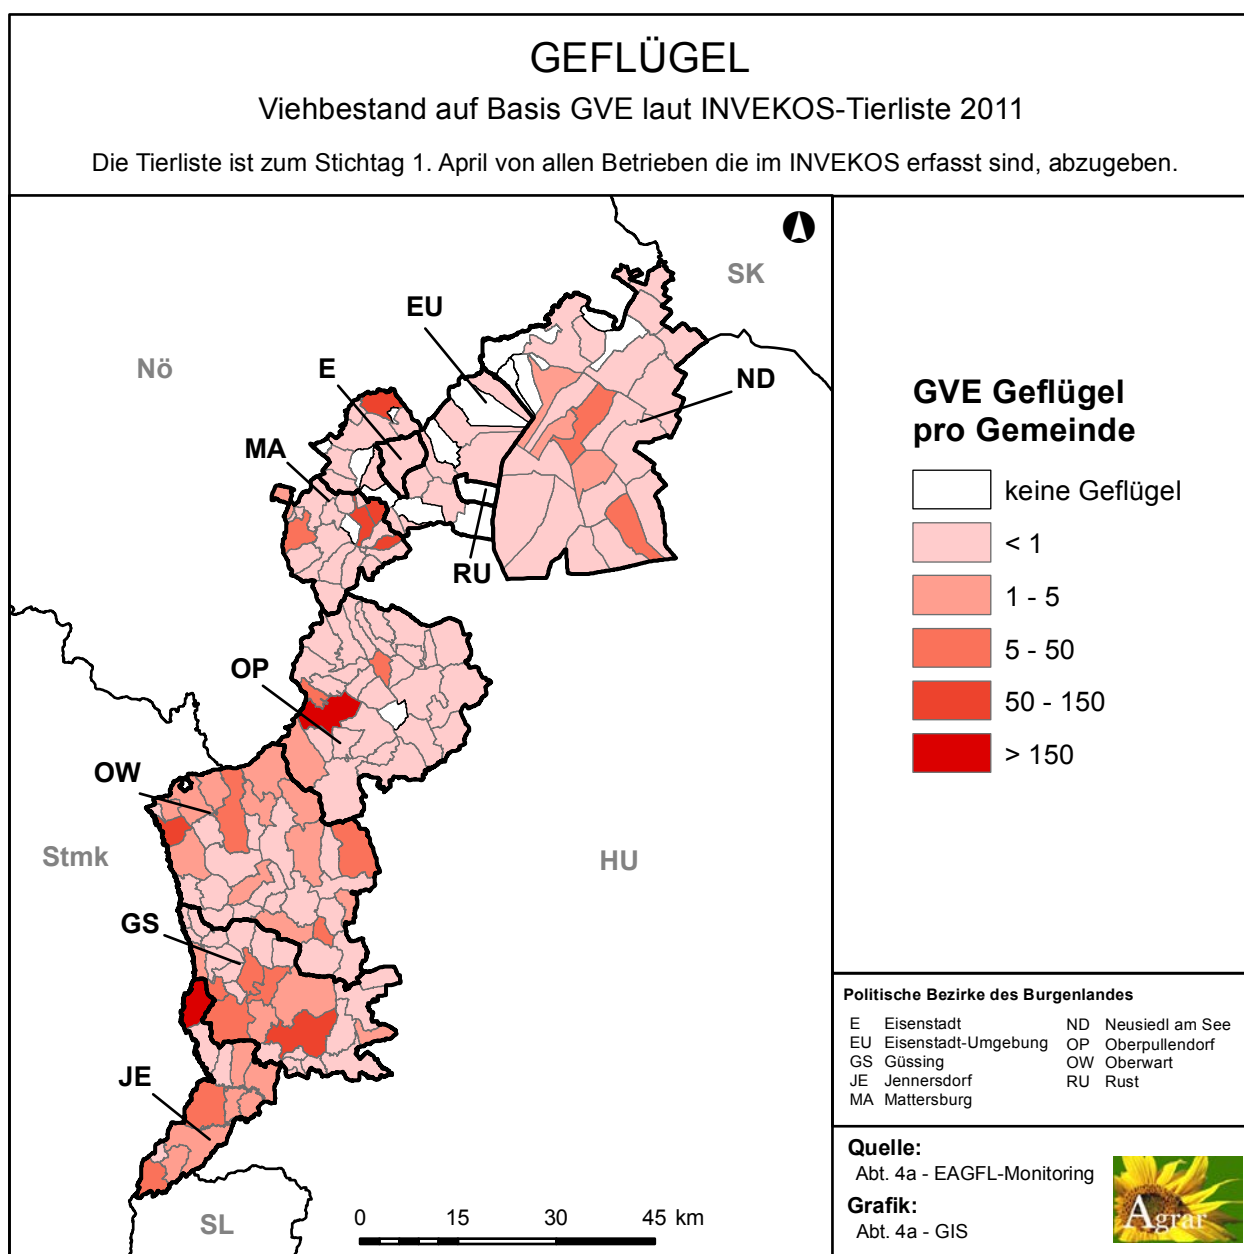 GEFLÜGEL
Viehbestand auf Basis GVE laut INVEKOS-Tierliste 2011
Die Tierliste ist zum Stichtag 1. April von allen Betrieben die im INVEKOS erfasst sind, abzugeben.
SK
EU
Nö
E
ND
MA
RU
OP
OW
Stmk
HU
GS
JE
SL
0 15 30 45 km
GVE Geflügel
pro Gemeinde
keine Geflügel
< 1
1 - 5
5 - 50
50 - 150
> 150
Politische Bezirke des Burgenlandes
E Eisenstadt
EU Eisenstadt-Umgebung
GS Güssing
JE Jennersdorf
MA Mattersburg
ND Neusiedl am See
OP Oberpullendorf
OW Oberwart
RU Rust
Quelle:
Abt. 4a - EAGFL-Monitoring
Grafik:
Abt. 4a - GIS
Agrar